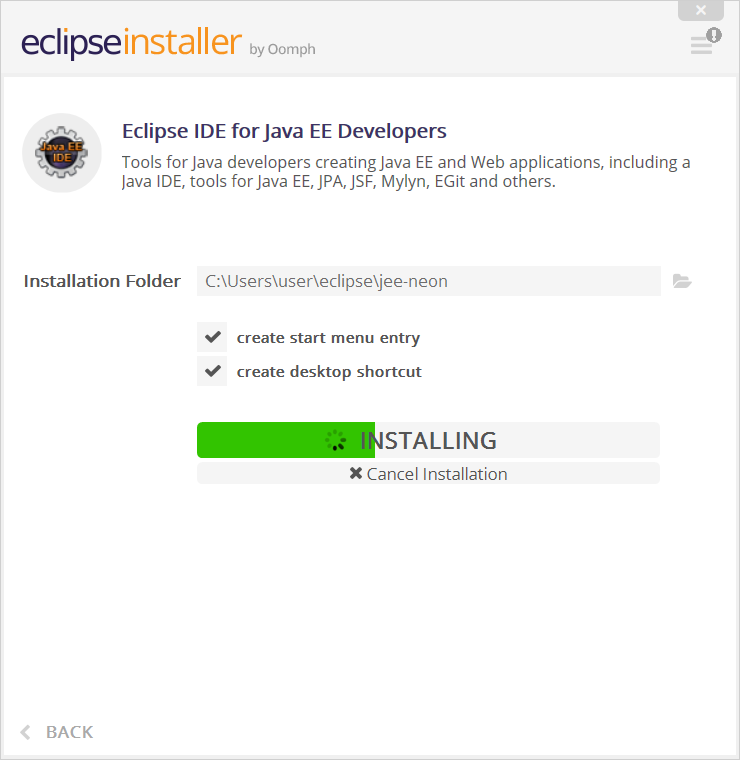 eclipseinstaller by Oomph
Eclipse IDE for Java EE Developers
Java EE
IDE
Tools for Java developers creating Java EE and Web applications, including a
Java IDE, tools for Java EE, JPA, JSF, Mylyn, EGit and others.
Installation Folder C:\Users\user\eclipse\jee-neon
create start menu entry
create desktop shortcut
INSTALLING
Cancel Installation
BACK